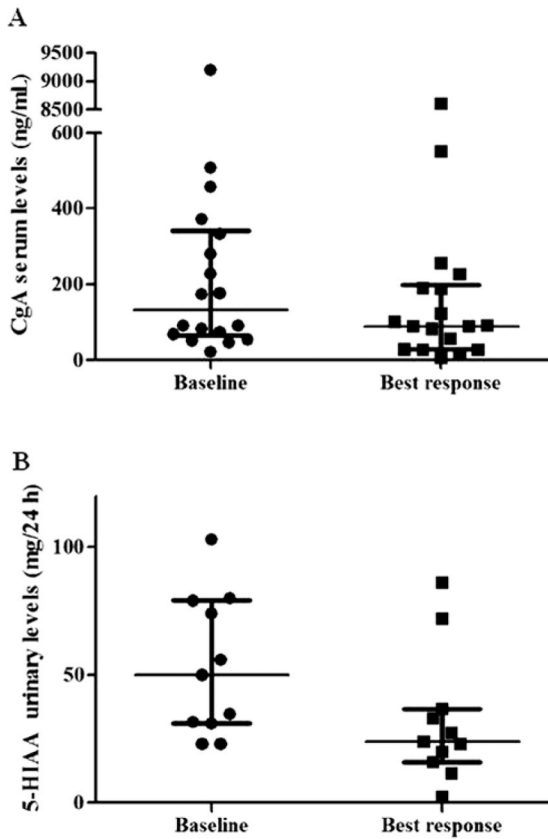 A
CgA serum levels (ng/mL)
9500
9000
8500
600
400
200
0
Baseline Best response
B
5-HIAA urinary levels (mg/24 h)
100
50
0
Baseline Best response